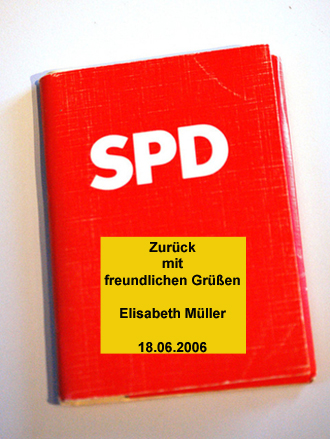 SPD
Zurück
mit
freundlichen Grüßen
Elisabeth Müller
18.06.2006